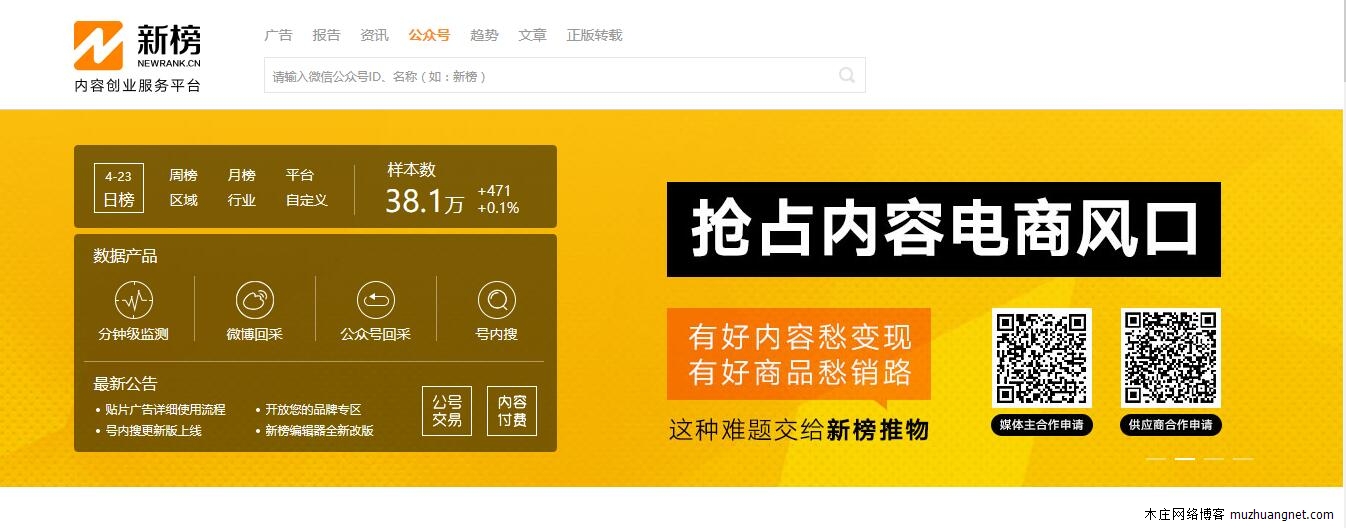 新榜
NEWRANK.CN
内容创业服务平台
广告 报告 资讯 公众号 趋势 文章 正版转载
请输入微信公众号ID、名称（如：新榜）
4-23
日榜
周榜 月榜 平台
区域 行业 自定义
样本数
38.1万
+471
+0.1%
数据产品
分钟级监测 微博回采 公众号回采 号内搜
最新公告
贴片广告详细使用流程 开放您的品牌专区
号内搜更新版上线 新榜编辑器全新改版
公号
交易
内容
付费
抢占内容电商风口
有好内容愁变现
有好商品愁销路
这种难题交给新榜推物
媒体主合作申请 供应商合作申请
木庄网络博客 muzhuangnet.com